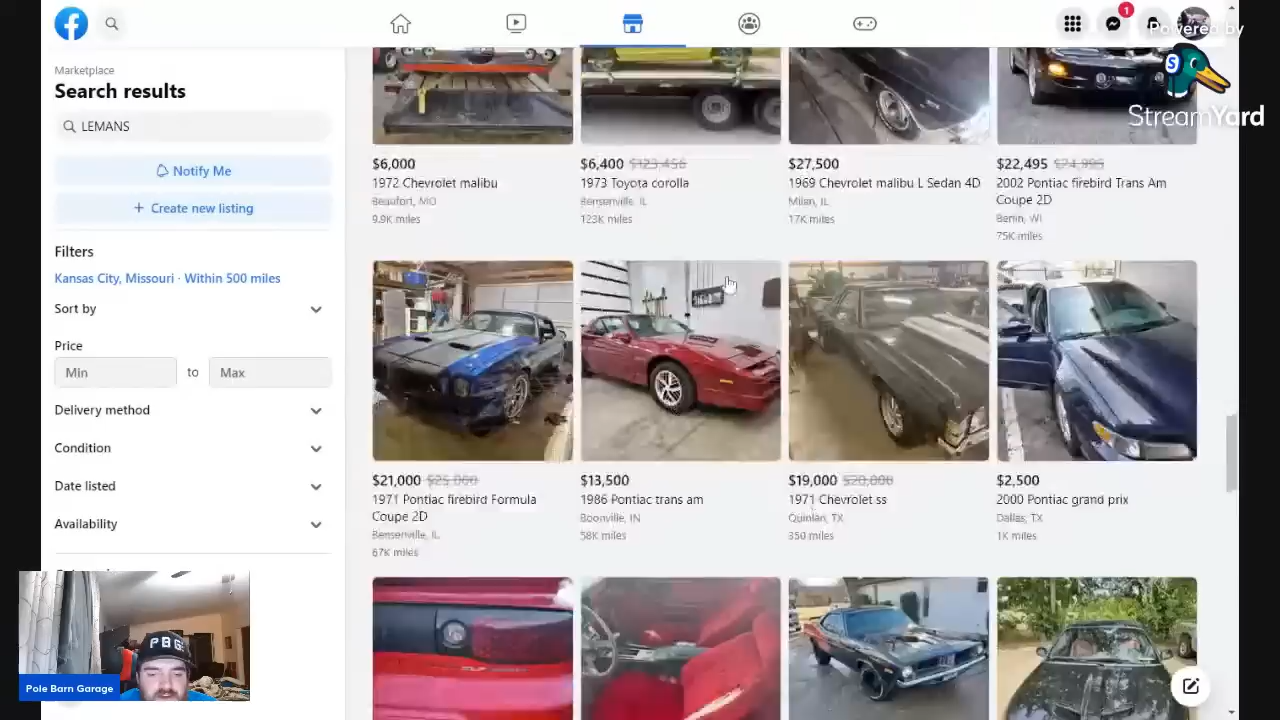 Powered by
StreamYard
1
Marketplace
Search results
LEMANS
Notify Me
+ Create new listing
Filters
Kansas City, Missouri · Within 500 miles
Sort by
Price
Min
to
Max
Delivery method
Condition
Date listed
Availability
$6,000
1972 Chevrolet malibu
Beaufort, MO
9.9K miles
$6,400 $123,456
1973 Toyota corolla
Bensenville, IL
123K miles
$27,500
1969 Chevrolet malibu L Sedan 4D
Milan, IL
17K miles
$22,495 $24,995
2002 Pontiac firebird Trans Am
Coupe 2D
Berlin, WI
75K miles
$21,000 $25,000
1971 Pontiac firebird Formula
Coupe 2D
Bensenville, IL
67K miles
$13,500
1986 Pontiac trans am
Boonville, IN
58K miles
$19,000 $20,000
1971 Chevrolet ss
Quinlan, TX
350 miles
$2,500
2000 Pontiac grand prix
Dallas, TX
1K miles
PBG
Pole Barn Garage